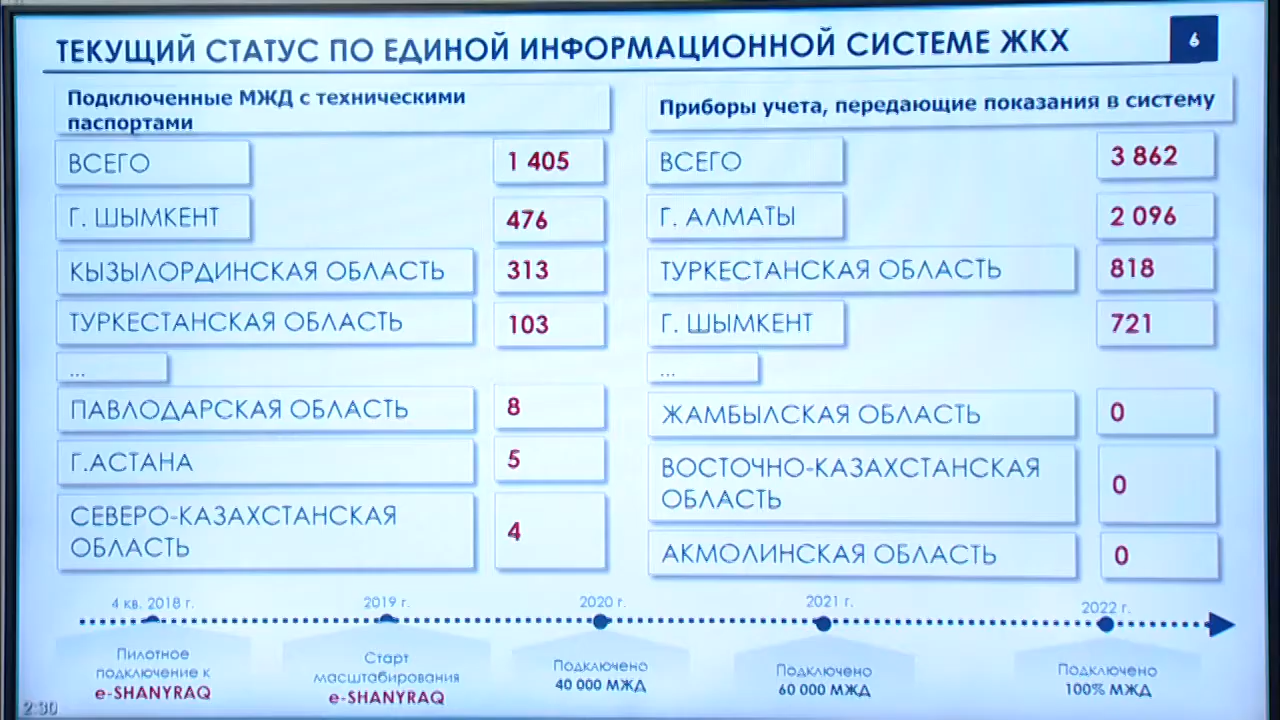 ТЕКУЩИЙ СТАТУС ПО ЕДИНОЙ ИНФОРМАЦИОННОЙ СИСТЕМЕ ЖКХ
6
Подключенные МЖД с техническими
паспортами
ВСЕГО
1 405
Г. ШЫМКЕНТ
476
КЫЗЫЛОРДИНСКАЯ ОБЛАСТЬ
313
ТУРКЕСТАНСКАЯ ОБЛАСТЬ
103
...
ПАВЛОДАРСКАЯ ОБЛАСТЬ
8
Г.АСТАНА
5
СЕВЕРО-КАЗАХСТАНСКАЯ
ОБЛАСТЬ
4
Приборы учета, передающие показания в систему
ВСЕГО
3 862
Г. АЛМАТЫ
2 096
ТУРКЕСТАНСКАЯ ОБЛАСТЬ
818
Г. ШЫМКЕНТ
721
...
ЖАМБЫЛСКАЯ ОБЛАСТЬ
0
ВОСТОЧНО-КАЗАХСТАНСКАЯ
ОБЛАСТЬ
0
АКМОЛИНСКАЯ ОБЛАСТЬ
0
4 кв. 2018 г.
Пилотное
подключение к
e-SHANYRAQ
2019 г.
Старт
масштабирования
e-SHANYRAQ
2020 г.
Подключено
40 000 МЖД
2021 г.
Подключено
60 000 МЖД
2022 г.
Подключено
100% МЖД
2:30